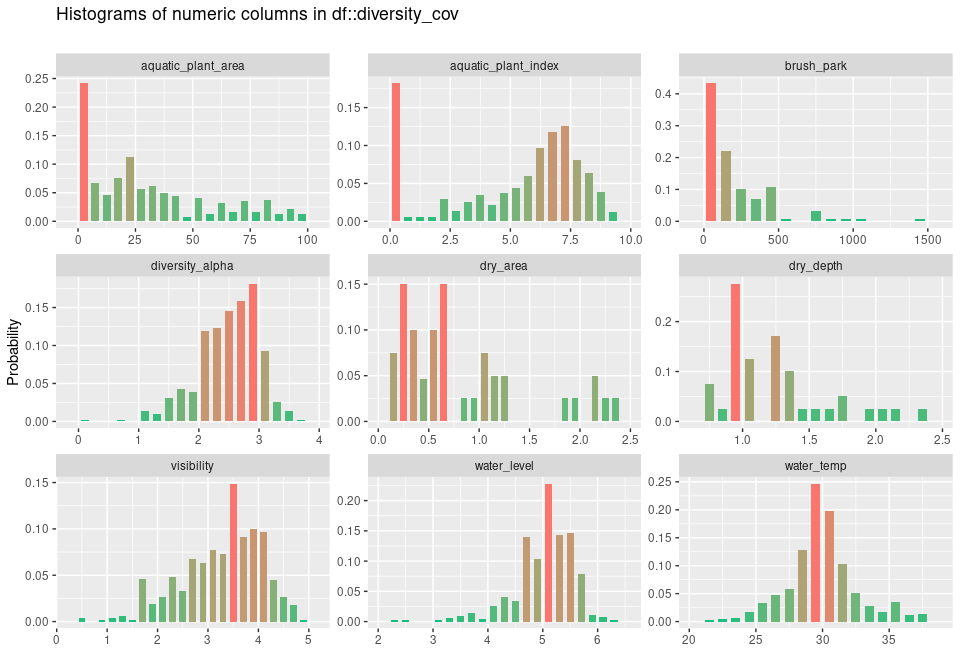 Histograms of numeric columns in df::diversity_cov
aquatic_plant_area
aquatic_plant_index
brush_park
0.25
0.20
0.15
0.10
0.05
0.00
0.15
0.10
0.05
0.00
0.4
0.3
0.2
0.1
0.0
0 25 50 75 100
0.0 2.5 5.0 7.5 10.0
0 500 1000 1500
diversity_alpha
dry_area
dry_depth
Probability
0.15
0.10
0.05
0.00
0.15
0.10
0.05
0.00
0.2
0.1
0.0
0 1 2 3 4
0.0 0.5 1.0 1.5 2.0 2.5
1.0 1.5 2.0 2.5
visibility
water_level
water_temp
0.15
0.10
0.05
0.00
0.20
0.15
0.10
0.05
0.00
0.25
0.20
0.15
0.10
0.05
0.00
0 1 2 3 4 5
2 3 4 5 6
20 25 30 35